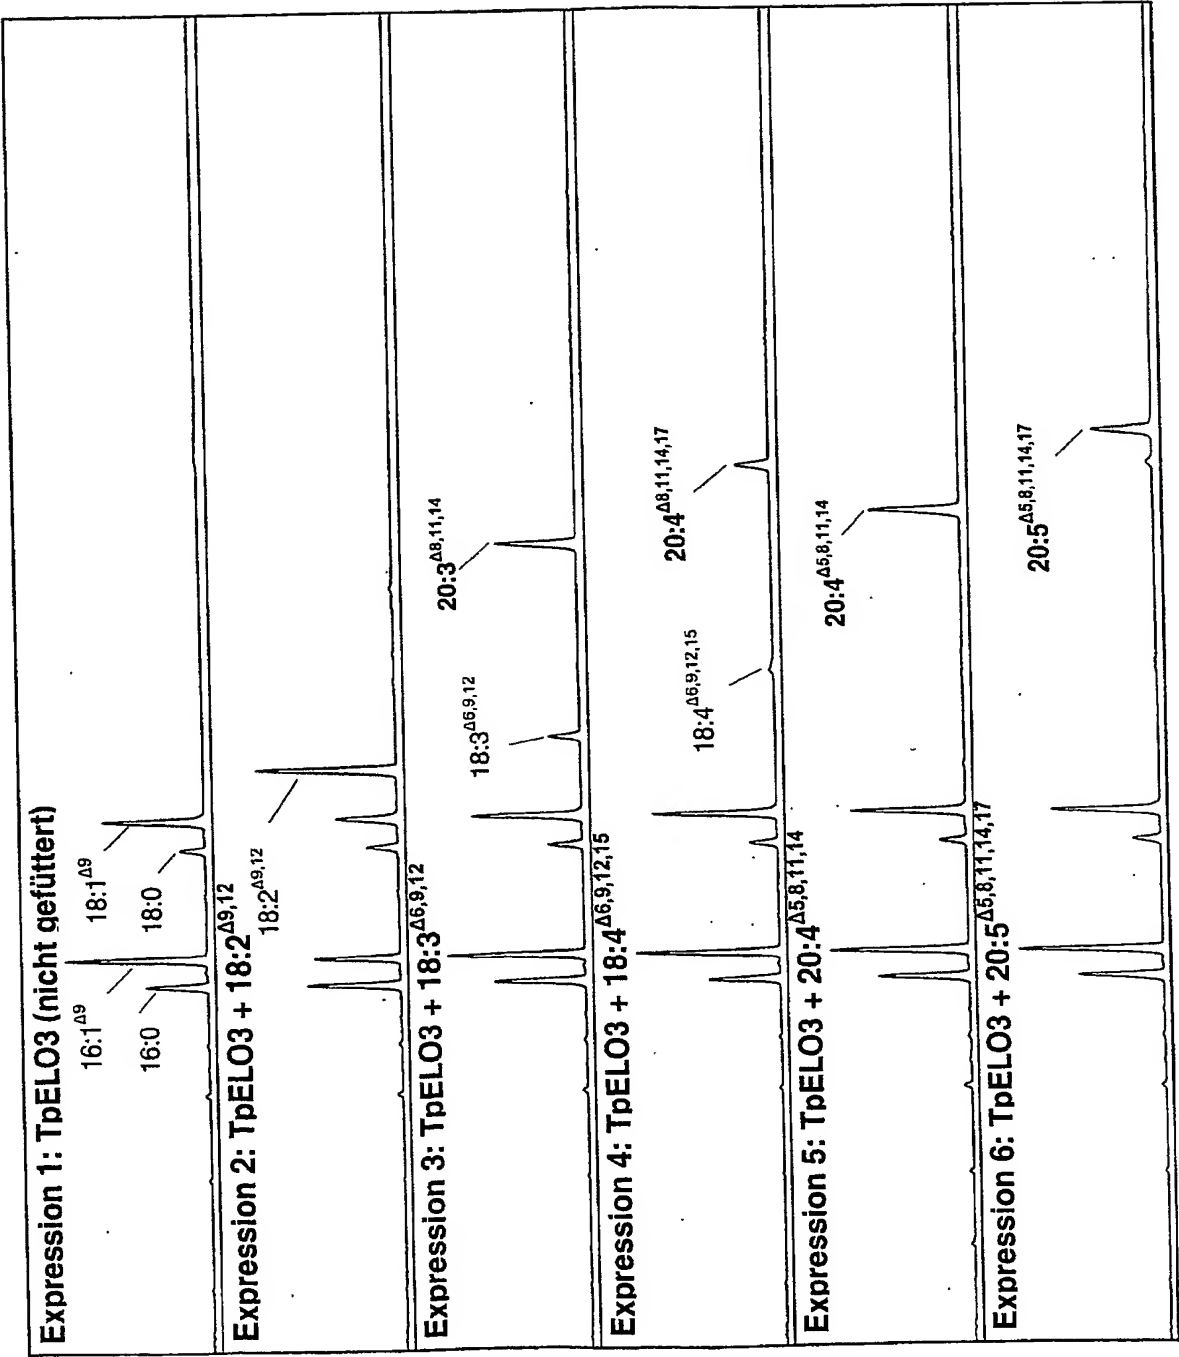 Expression 1: TpELO3 (nicht gefüttert)
16:1Δ9
16:0
18:1Δ9
18:0
Expression 2: TpELO3 + 18:2Δ9,12
18:2Δ9,12
Expression 3: TpELO3 + 18:3Δ6,9,12
18:3Δ6,9,12
20:3Δ8,11,14
Expression 4: TpELO3 + 18:4Δ6,9,12,15
18:4Δ6,9,12,15
20:4Δ8,11,14,17
Expression 5: TpELO3 + 20:4Δ5,8,11,14
20:4Δ5,8,11,14
Expression 6: TpELO3 + 20:5Δ5,8,11,14,17
20:5Δ5,8,11,14,17